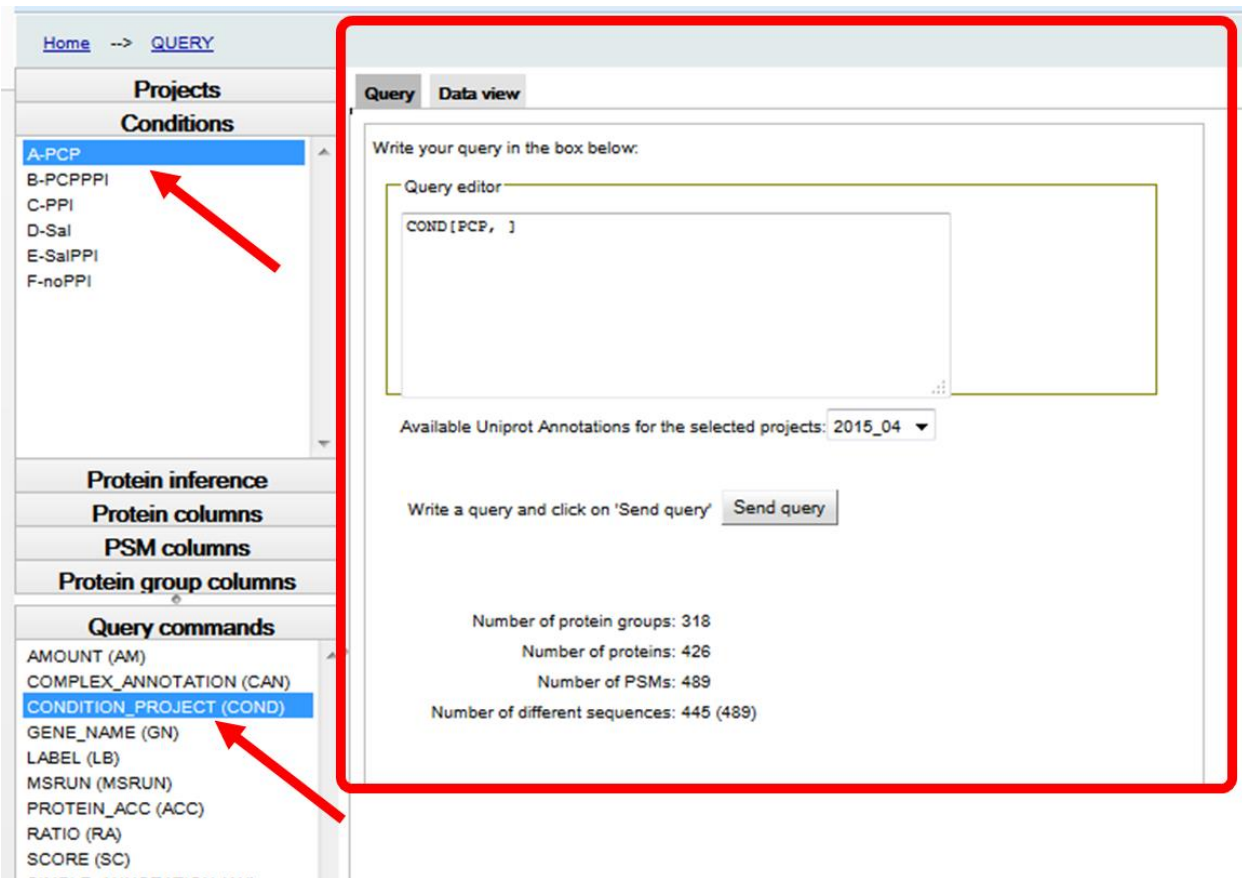 Home --> QUERY
Projects
Conditions
A-PCP
B-PCPPPI
C-PPI
D-Sal
E-SalPPI
F-noPPI
Protein inference
Protein columns
PSM columns
Protein group columns
Query commands
AMOUNT (AM)
COMPLEX_ANNOTATION (CAN)
CONDITION_PROJECT (COND)
GENE_NAME (GN)
LABEL (LB)
MSRUN (MSRUN)
PROTEIN_ACC (ACC)
RATIO (RA)
SCORE (SC)
Query Data view
Write your query in the box below:
Query editor
COND[PCP, ]
Available Uniprot Annotations for the selected projects: 2015_04
Write a query and click on 'Send query' Send query
Number of protein groups: 318
Number of proteins: 426
Number of PSMs: 489
Number of different sequences: 445 (489)